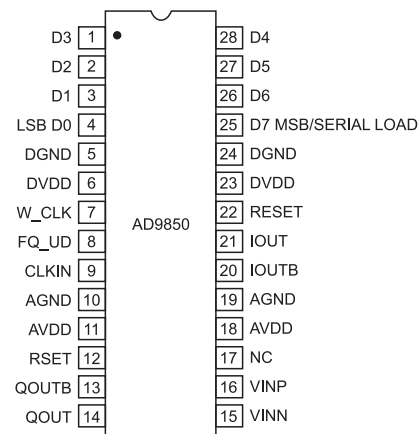 D3 1 28 D4
D2 2 27 D5
D1 3 26 D6
LSB D0 4 25 D7 MSB/SERIAL LOAD
DGND 5 24 DGND
DVDD 6 23 DVDD
W_CLK 7 22 RESET
AD9850
FQ_UD 8 21 IOUT
CLKIN 9 20 IOUTB
AGND 10 19 AGND
AVDD 11 18 AVDD
RSET 12 17 NC
QOUTB 13 16 VINP
QOUT 14 15 VINN